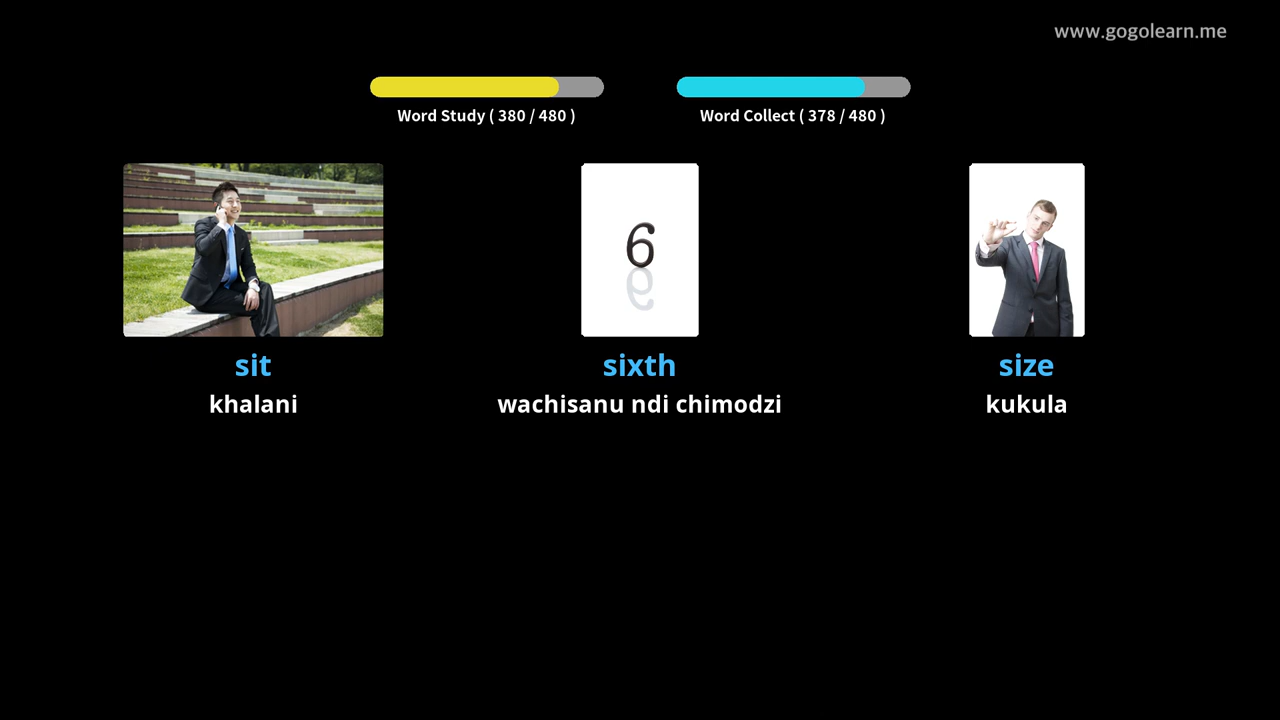 www.gogolearn.me
Word Study ( 380 / 480 )
Word Collect ( 378 / 480 )
6
sit
sixth
size
khalani
wachisanu ndi chimodzi
kukula